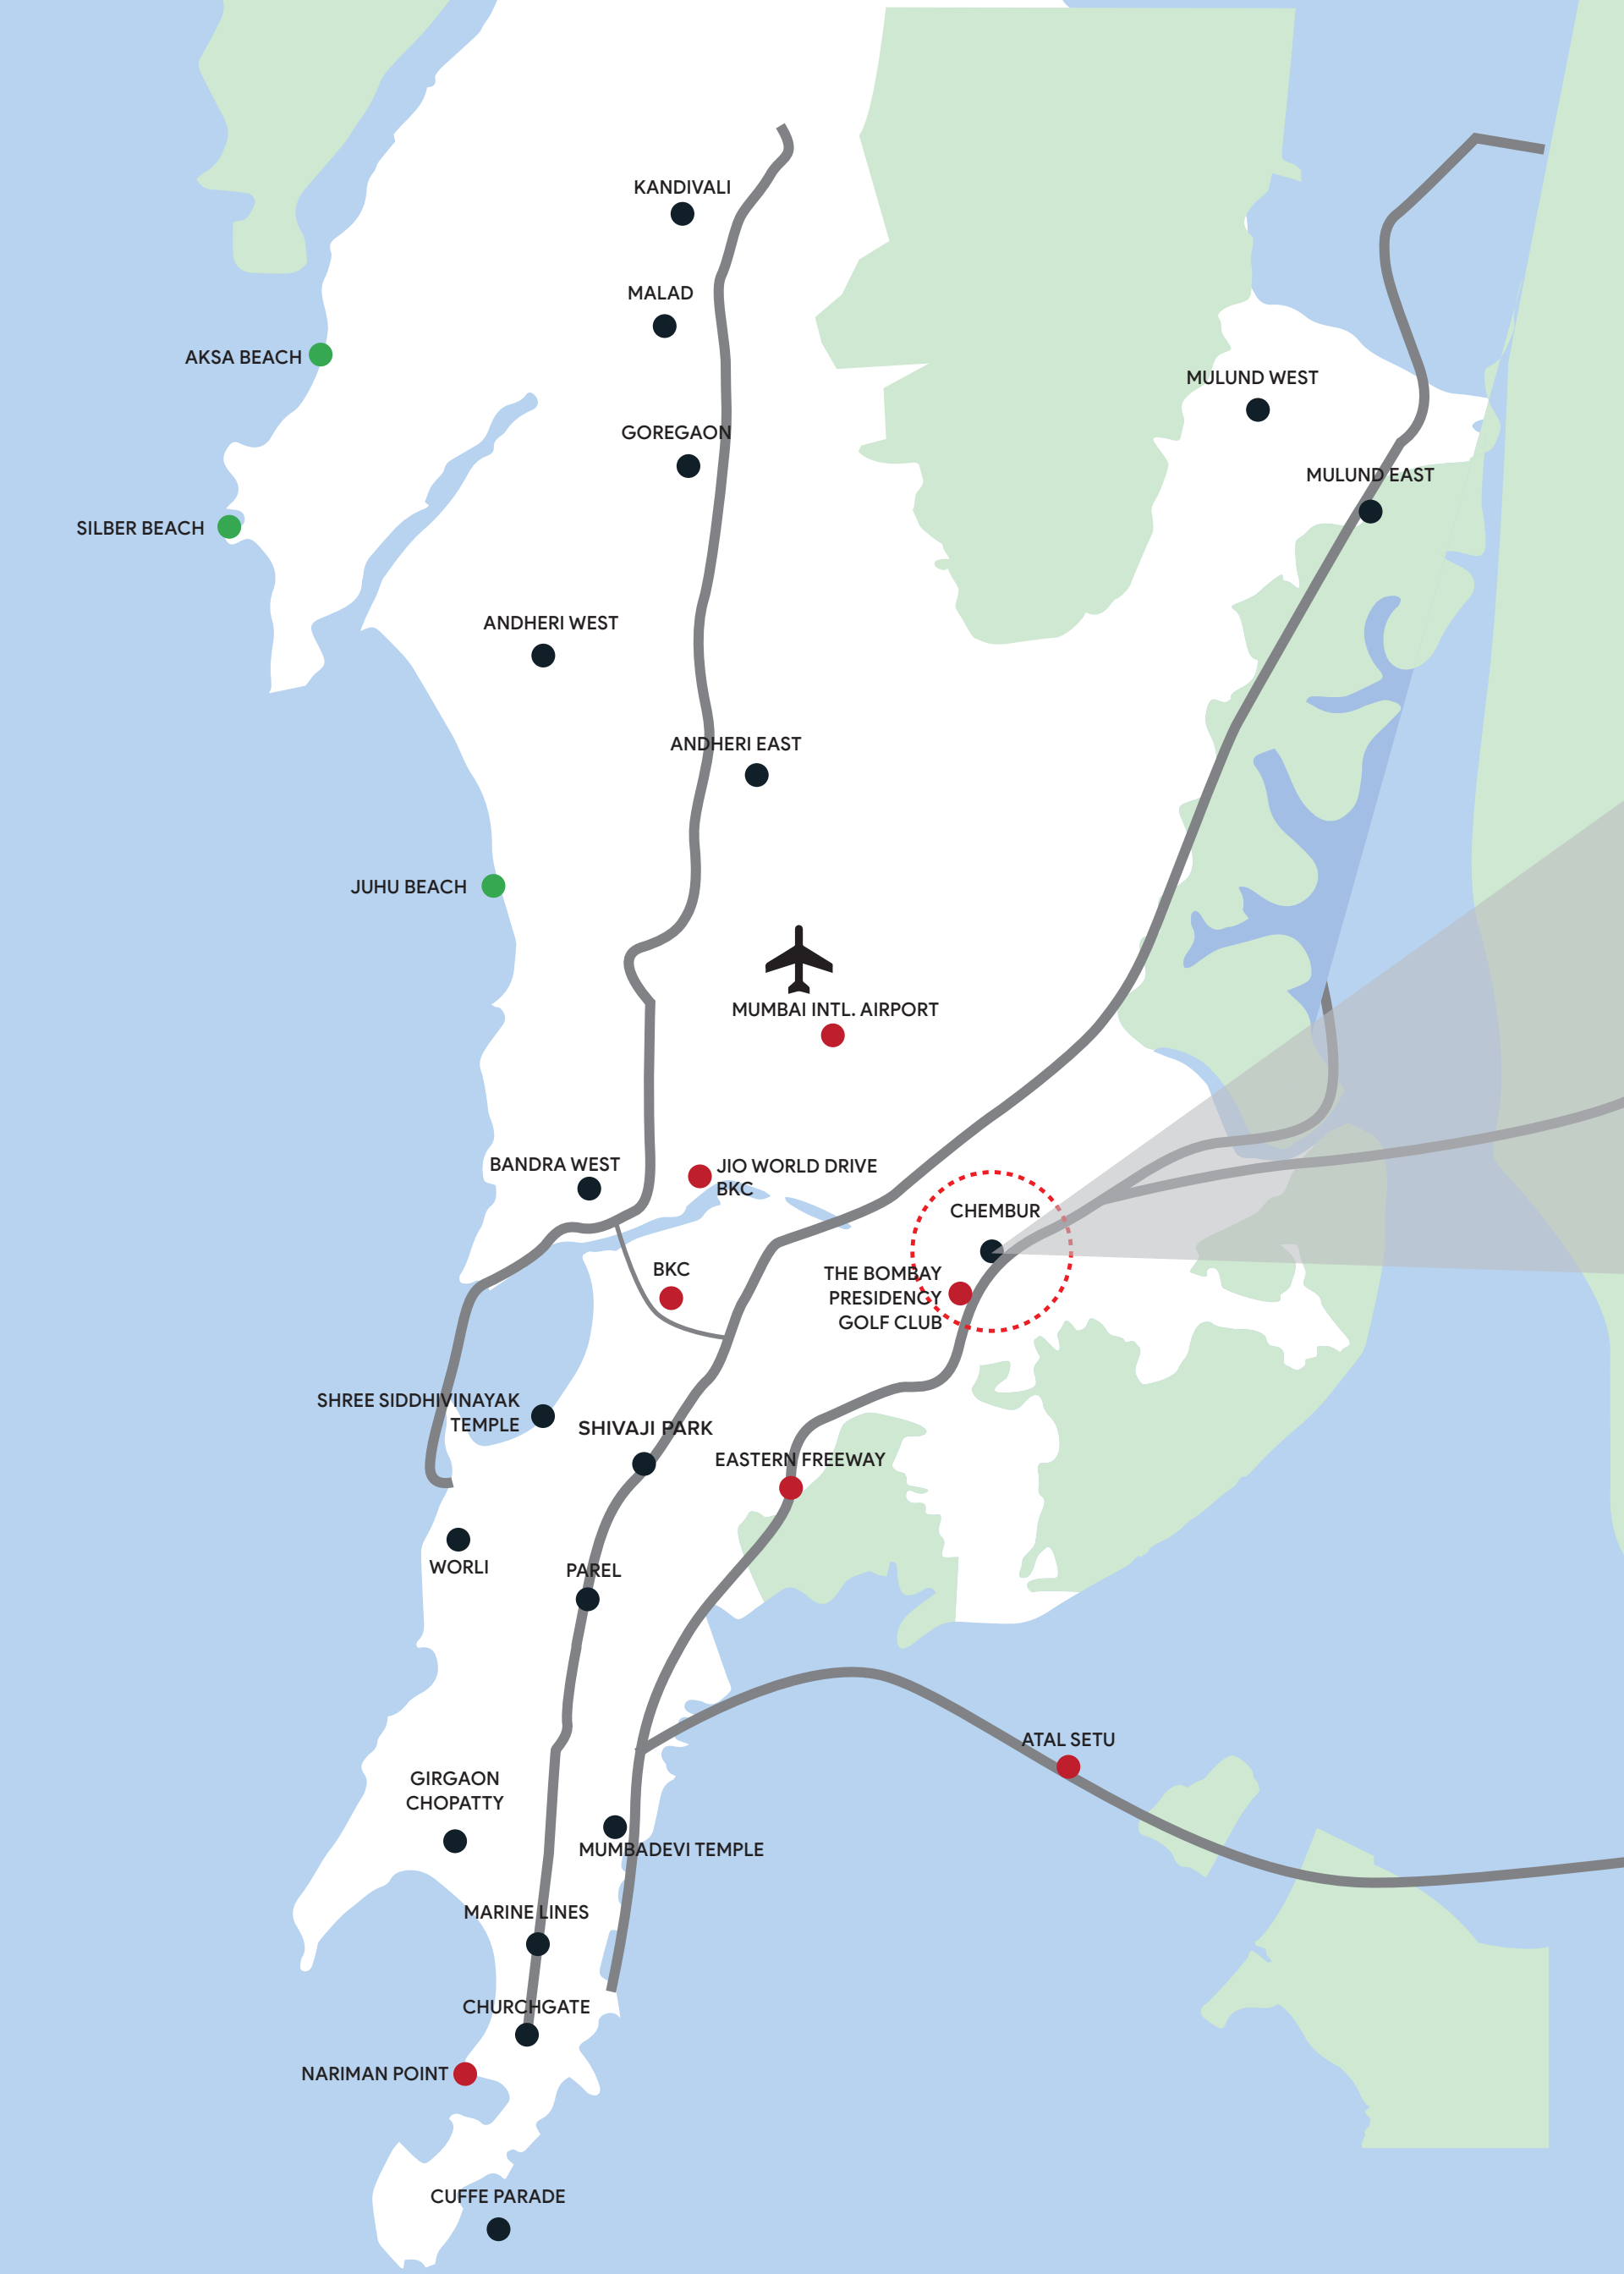 KANDIVALI
MALAD
AKSA BEACH
MULUND WEST
GOREGAON
MULUND EAST
SILBER BEACH
ANDHERI WEST
ANDHERI EAST
JUHU BEACH
MUMBAI INTL. AIRPORT
BANDRA WEST
JIO WORLD DRIVE
BKC
CHEMBUR
BKC
THE BOMBAY
PRESIDENCY
GOLF CLUB
SHREE SIDDHIVINAYAK
TEMPLE
SHIVAJI PARK
EASTERN FREEWAY
WORLI
PAREL
ATAL SETU
GIRGAON
CHOPATTY
MUMBADEVI TEMPLE
MARINE LINES
CHURCHGATE
NARIMAN POINT
CUFFE PARADE